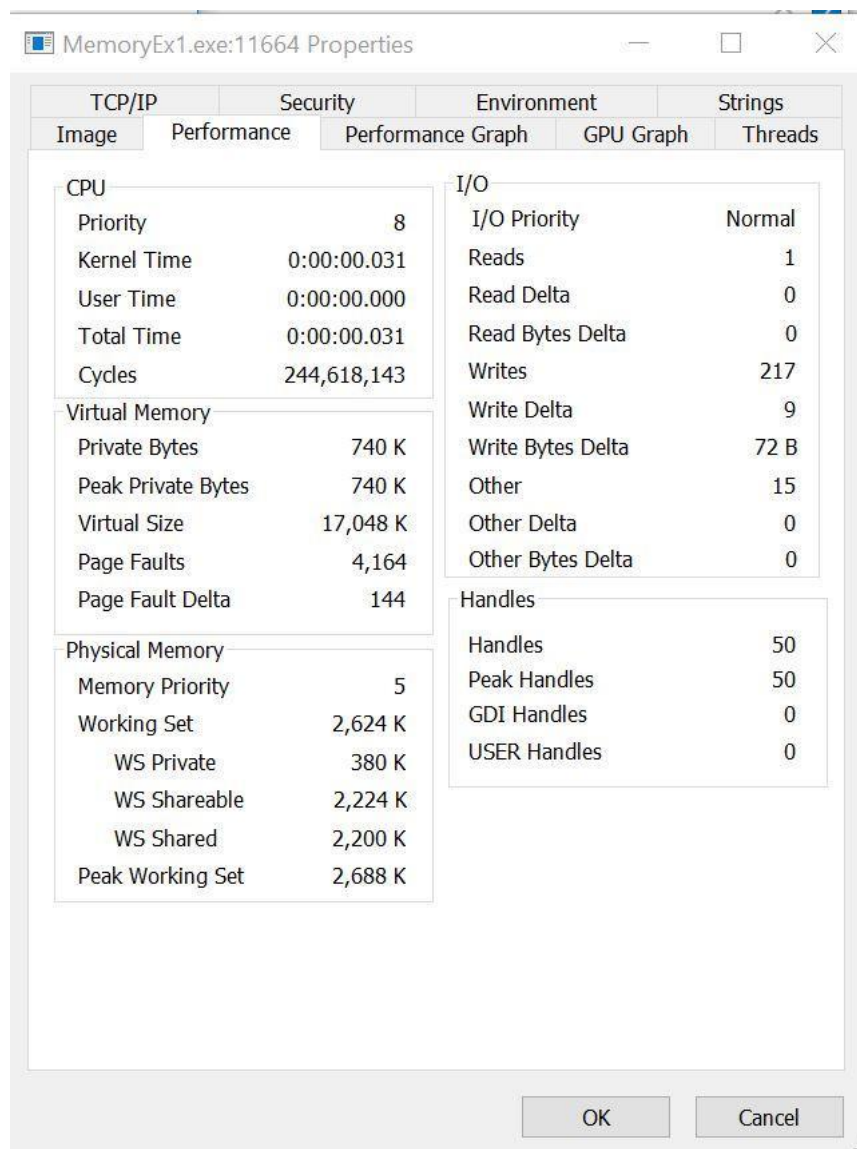 MemoryEx1.exe:11664 Properties
TCP/IP Security Environment Strings
Image Performance Performance Graph GPU Graph Threads
CPU
Priority 8
Kernel Time 0:00:00.031
User Time 0:00:00.000
Total Time 0:00:00.031
Cycles 244,618,143
Virtual Memory
Private Bytes 740 K
Peak Private Bytes 740 K
Virtual Size 17,048 K
Page Faults 4,164
Page Fault Delta 144
Physical Memory
Memory Priority 5
Working Set 2,624 K
WS Private 380 K
WS Shareable 2,224 K
WS Shared 2,200 K
Peak Working Set 2,688 K
I/O
I/O Priority Normal
Reads 1
Read Delta 0
Read Bytes Delta 0
Writes 217
Write Delta 9
Write Bytes Delta 72 B
Other 15
Other Delta 0
Other Bytes Delta 0
Handles
Handles 50
Peak Handles 50
GDI Handles 0
USER Handles 0
OK Cancel